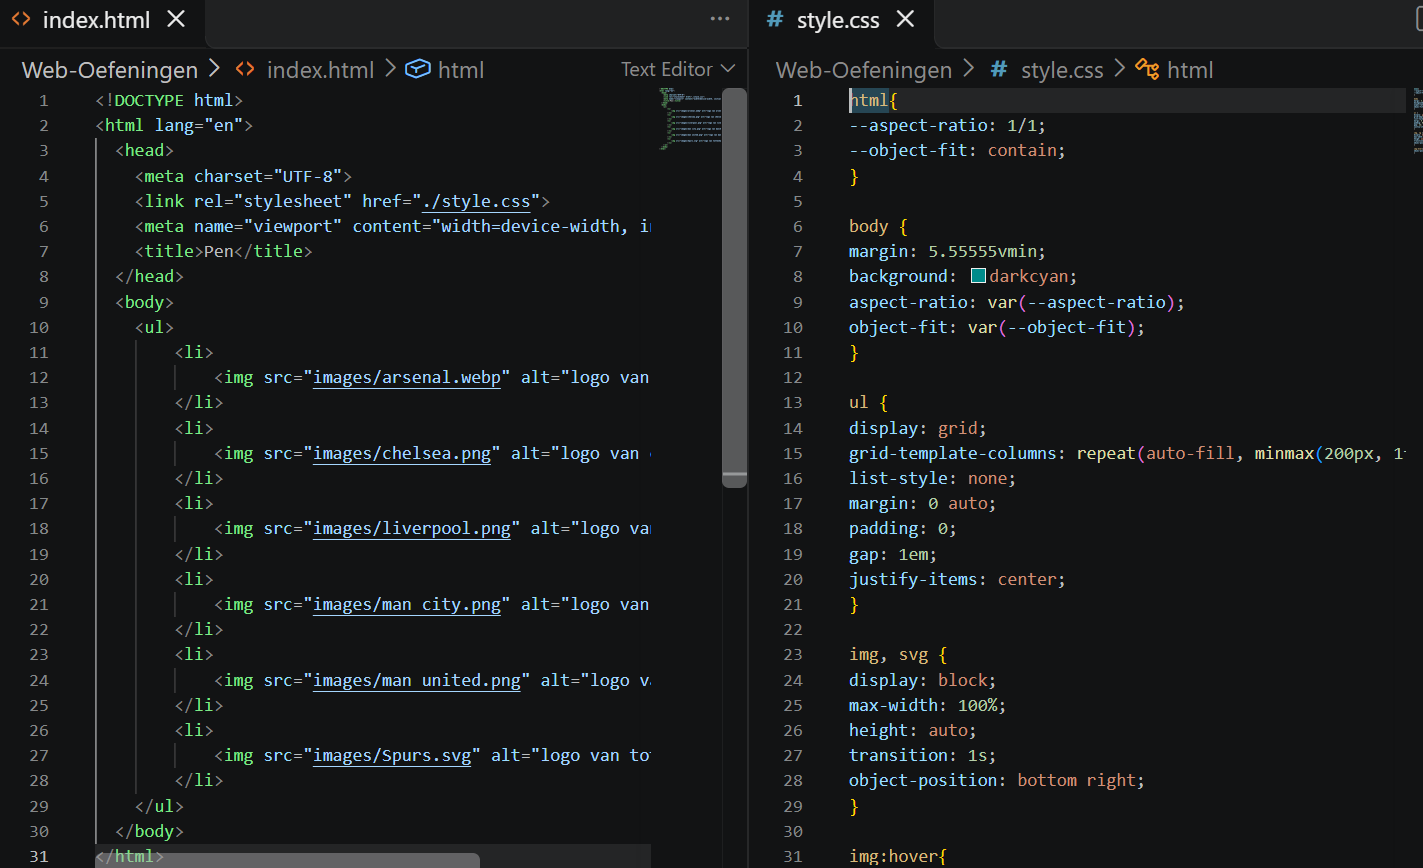 index.html
Web-Oefeningen > index.html > html
Text Editor
1 <!DOCTYPE html>
2 <html lang="en">
3 <head>
4 <meta charset="UTF-8">
5 <link rel="stylesheet" href="./style.css">
6 <meta name="viewport" content="width=device-width,
7 <title>Pen</title>
8 </head>
9 <body>
10 <ul>
11 <li>
12 <img src="images/arsenal.webp" alt="logo van
13 </li>
14 <li>
15 <img src="images/chelsea.png" alt="logo van
16 </li>
17 <li>
18 <img src="images/liverpool.png" alt="logo
19 </li>
20 <li>
21 <img src="images/man city.png" alt="logo van
22 </li>
23 <li>
24 <img src="images/man united.png" alt="logo
25 </li>
26 <li>
27 <img src="images/Spurs.svg" alt="logo van
28 </li>
29 </ul>
30 </body>
31 </html>
# style.css
Web-Oefeningen > # style.css > html
1 html{
2 --aspect-ratio: 1/1;
3 --object-fit: contain;
4 }
5
6 body {
7 margin: 5.55555vmin;
8 background: darkcyan;
9 aspect-ratio: var(--aspect-ratio);
10 object-fit: var(--object-fit);
11 }
12
13 ul {
14 display: grid;
15 grid-template-columns: repeat(auto-fill, minmax(200px,
16 list-style: none;
17 margin: 0 auto;
18 padding: 0;
19 gap: 1em;
20 justify-items: center;
21 }
22
23 img, svg {
24 display: block;
25 max-width: 100%;
26 height: auto;
27 transition: 1s;
28 object-position: bottom right;
29 }
30
31 img:hover{